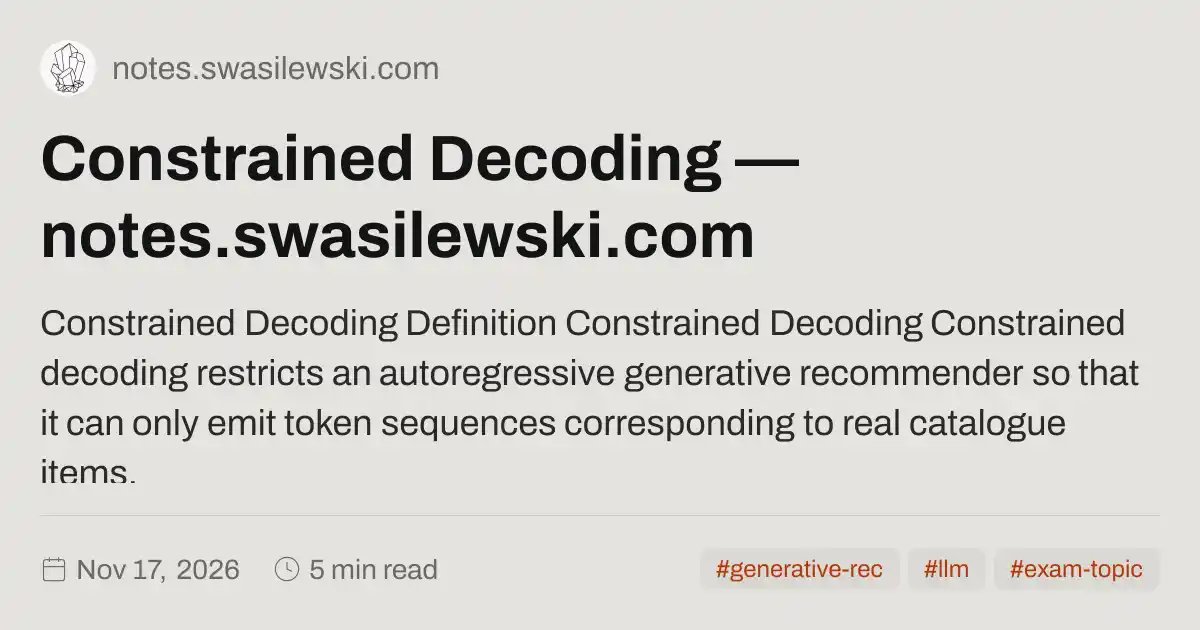 notes.swasilewski.com
Constrained Decoding —
notes.swasilewski.com
Constrained Decoding Definition Constrained Decoding Constrained
decoding restricts an autoregressive generative recommender so that
it can only emit token sequences corresponding to real catalogue
items.
Nov 17, 2026 5 min read #generative-rec #llm #exam-topic